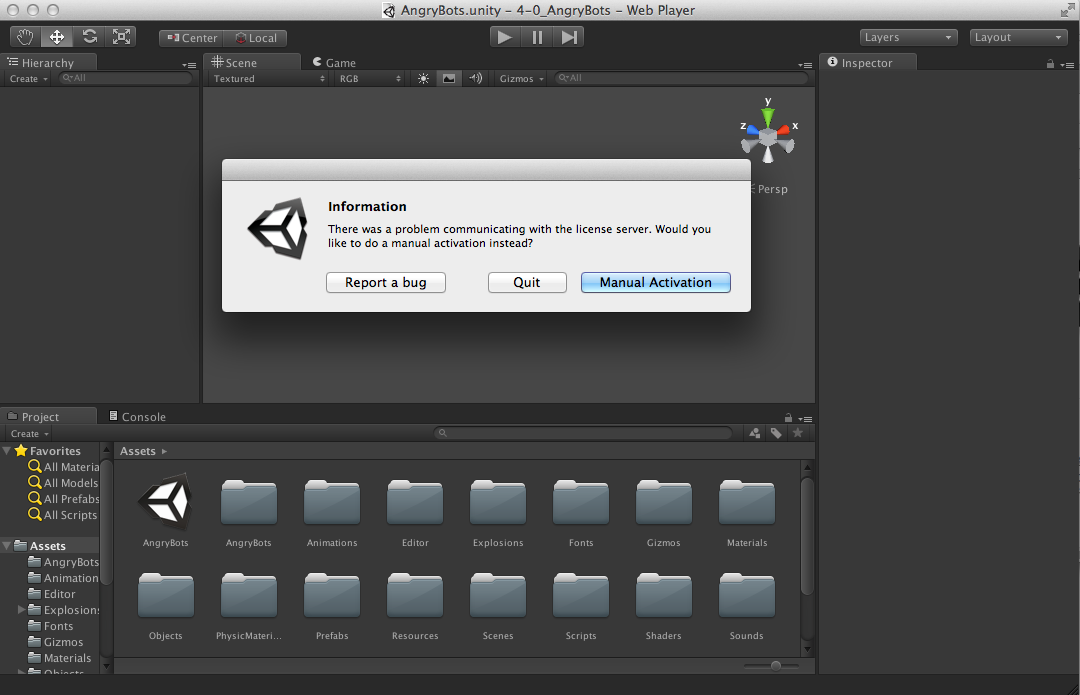 AngryBots.unity – 4-0_AngryBots – Web Player
Center Local
Layers Layout
Hierarchy
Create All
Scene Game
Textured RGB Gizmos All
Inspector
y
z x
Persp
Information
There was a problem communicating with the license server. Would you
like to do a manual activation instead?
Report a bug Quit Manual Activation
Project Console
Create
Favorites
All Materia
All Models
All Prefabs
All Scripts
Assets
AngryBots
Animation
Editor
Explosions
Fonts
Gizmos
Materials
Objects
Assets
AngryBots AngryBots Animations Editor Explosions Fonts Gizmos Materials
Objects PhysicMateri... Prefabs Resources Scenes Scripts Shaders Sounds